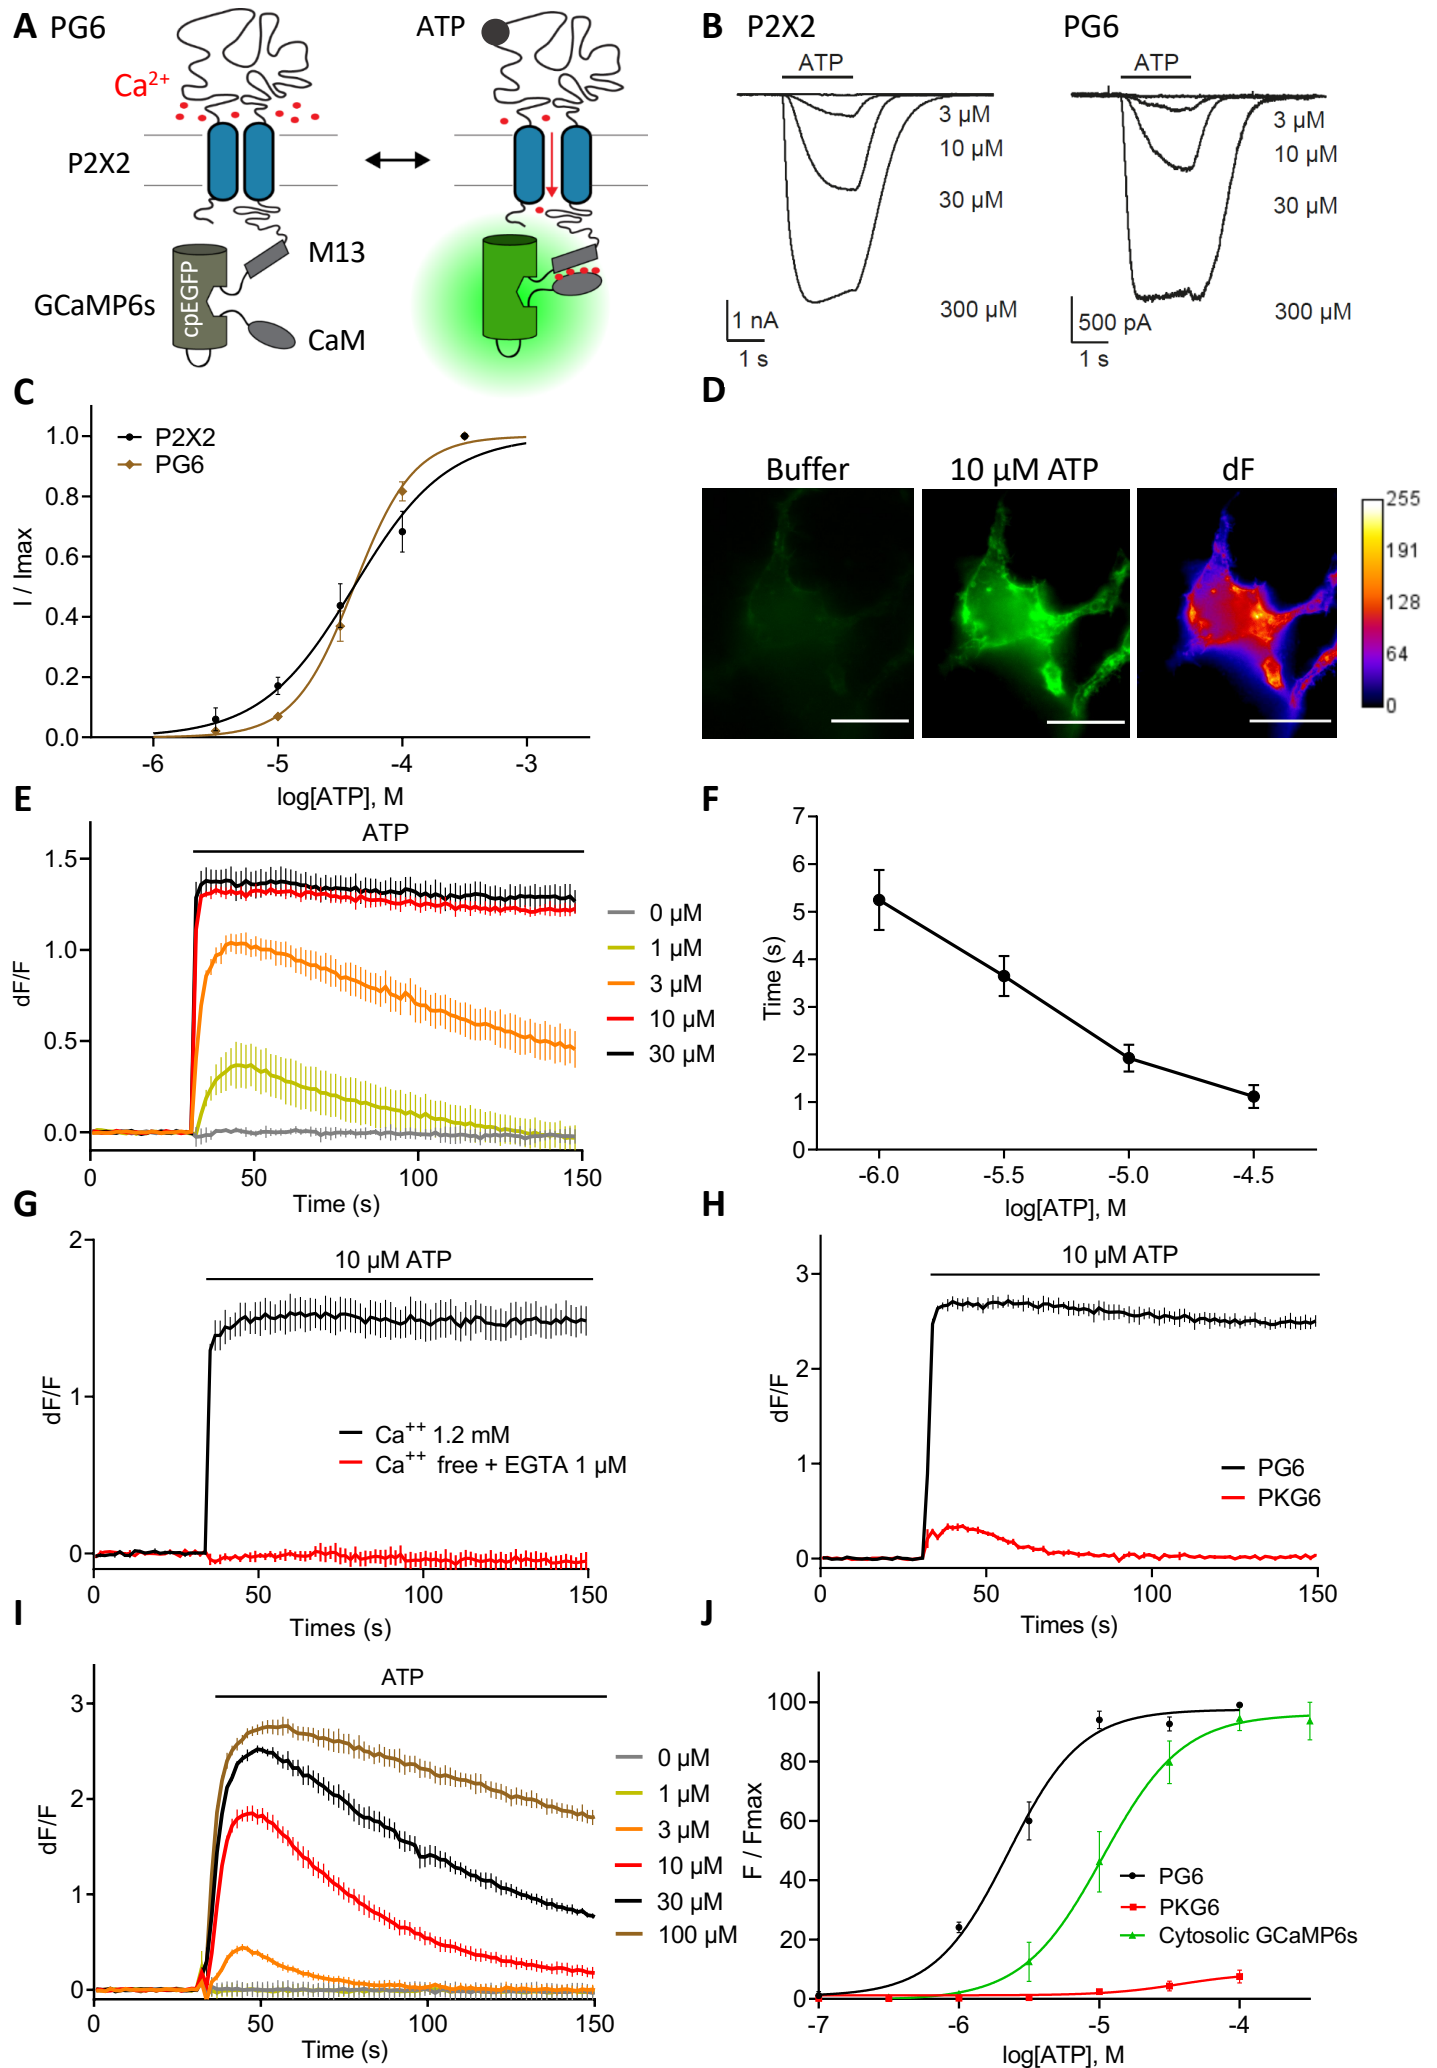 A PG6
ATP
Ca2+
P2X2
M13
GCaMP6s
cpEGFP
CaM
B P2X2
PG6
ATP
ATP
3 µM
10 µM
30 µM
300 µM
1 nA
1 s
3 µM
10 µM
30 µM
300 µM
500 pA
1 s
C
P2X2
PG6
I / Imax
1.0
0.8
0.6
0.4
0.2
0.0
-6
-5
-4
-3
log[ATP], M
D
Buffer
10 µM ATP
dF
255
191
128
64
0
E
ATP
dF/F
1.5
1.0
0.5
0.0
0
50
100
150
Time (s)
0 µM
1 µM
3 µM
10 µM
30 µM
F
Time (s)
7
6
5
4
3
2
1
0
-6.0
-5.5
-5.0
-4.5
log[ATP], M
G
10 µM ATP
dF/F
2
1
0
Ca++ 1.2 mM
Ca++ free + EGTA 1 µM
0
50
100
150
Times (s)
H
10 µM ATP
dF/F
3
2
1
0
PG6
PKG6
0
50
100
150
Times (s)
I
ATP
dF/F
3
2
1
0
0
50
100
150
Time (s)
0 µM
1 µM
3 µM
10 µM
30 µM
100 µM
J
F / Fmax
100
80
60
40
20
0
PG6
PKG6
Cytosolic GCaMP6s
-7
-6
-5
-4
log[ATP], M